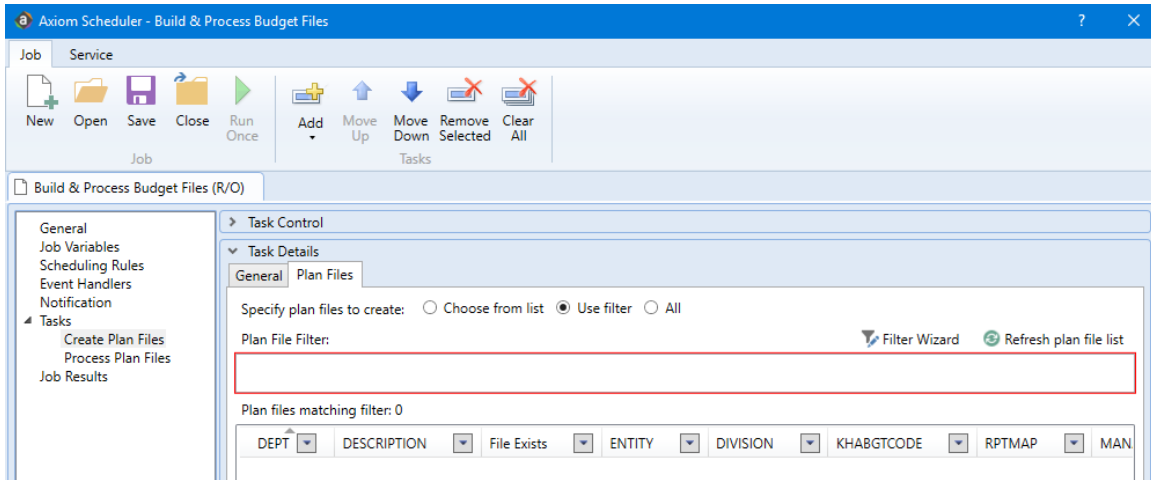 Axiom Scheduler - Build & Process Budget Files ?
Job Service
New Open Save Close Run Once Add Move Up Move Down Remove Selected Clear All
Job Tasks
Build & Process Budget Files (R/O)
General
Job Variables
Scheduling Rules
Event Handlers
Notification
Tasks
Create Plan Files
Process Plan Files
Job Results
Task Control
Task Details
General Plan Files
Specify plan files to create: Choose from list Use filter All
Plan File Filter: Filter Wizard Refresh plan file list
Plan files matching filter: 0
DEPT DESCRIPTION File Exists ENTITY DIVISION KHABGTCODE RPTMAP MAN